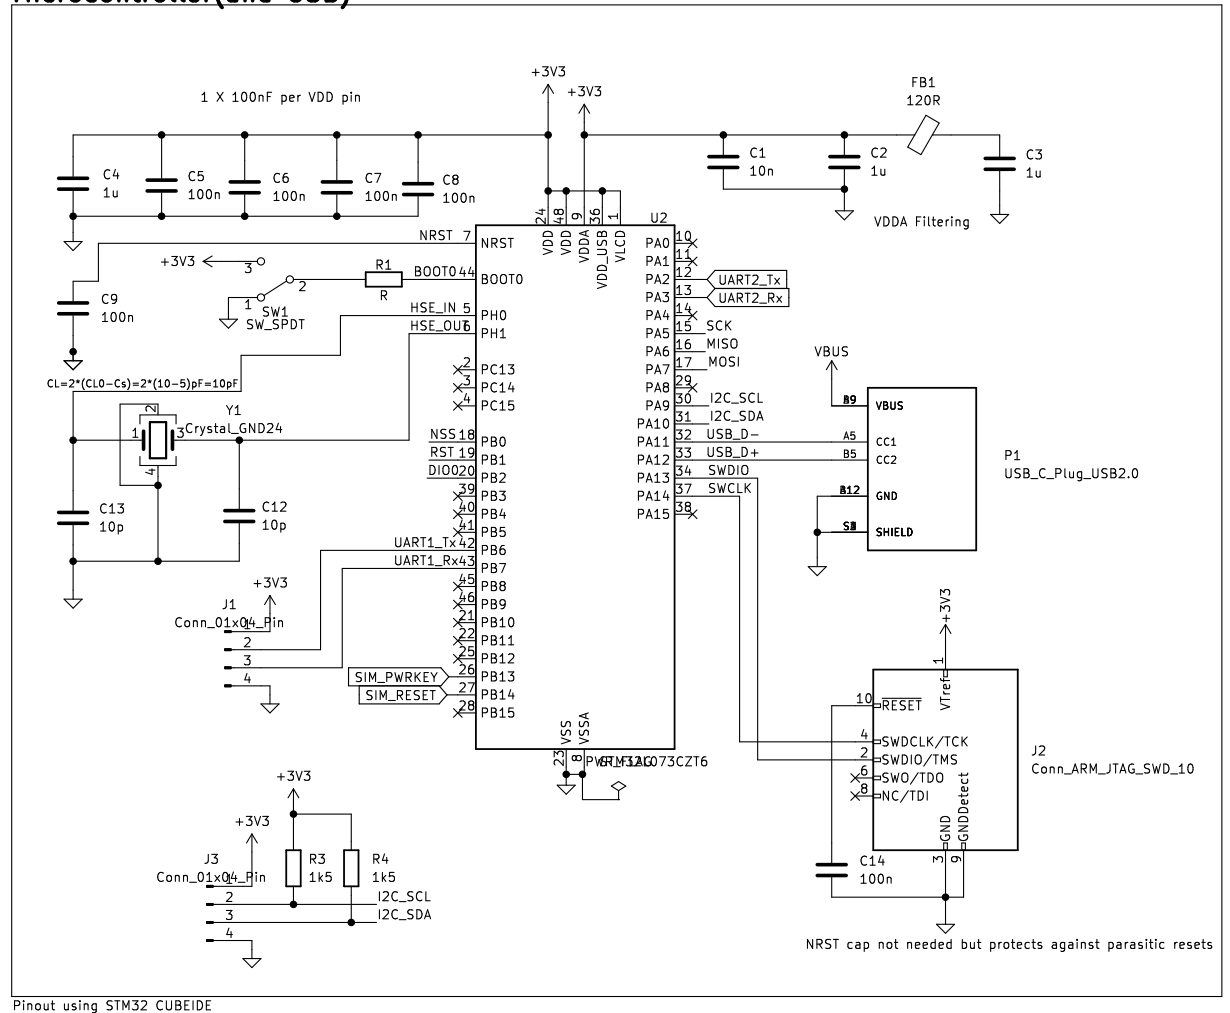 Microcontroller(and USB)
1 X 100nF per VDD pin
+3V3
+3V3
FB1
120R
C4
1u
C5
100n
C6
100n
C7
100n
C8
100n
C1
10n
C2
1u
C3
1u
VDDA Filtering
U2
24
48
9
36
1
VDD
VDD
VDDA
VDD_USB
VLCD
NRST 7 NRST
+3V3
3
2
1
SW1
SW_SPDT
R1
R
BOOT0 44 BOOT0
C9
100n
HSE_IN 5 PH0
HSE_OUT 6 PH1
2 PC13
3 PC14
4 PC15
NSS 18 PB0
RST 19 PB1
DIO0 20 PB2
39 PB3
40 PB4
41 PB5
UART1_Tx 42 PB6
UART1_Rx 43 PB7
45 PB8
46 PB9
21 PB10
22 PB11
25 PB12
SIM_PWRKEY 26 PB13
SIM_RESET 27 PB14
28 PB15
PA0 10
PA1 11
PA2 12 UART2_Tx
PA3 13 UART2_Rx
PA4 14
PA5 15 SCK
PA6 16 MISO
PA7 17 MOSI
PA8 29
PA9 30 I2C_SCL
PA10 31 I2C_SDA
PA11 32 USB_D-
PA12 33 USB_D+
PA13 34 SWDIO
PA14 37 SWCLK
PA15 38
VSS
VSSA
23
8
CL=2*(CL0-Cs)=2*(10-5)pF=10pF
Y1
Crystal_GND24
2
1
3
4
C13
10p
C12
10p
+3V3
J1
Conn_01x04_Pin
1
2
3
4
VBUS
VBUS
A5 CC1
B5 CC2
GND
SHIELD
P1
USB_C_Plug_USB2.0
+3V3
1
VTref
10 RESET
4 SWDCLK/TCK
2 SWDIO/TMS
6 SWO/TDO
8 NC/TDI
GND
GNDDetect
3
9
J2
Conn_ARM_JTAG_SWD_10
C14
100n
NRST cap not needed but protects against parasitic resets
+3V3
+3V3
J3
Conn_01x04_Pin
1
2
3
4
R3
1k5
R4
1k5
I2C_SCL
I2C_SDA
Pinout using STM32 CUBEIDE